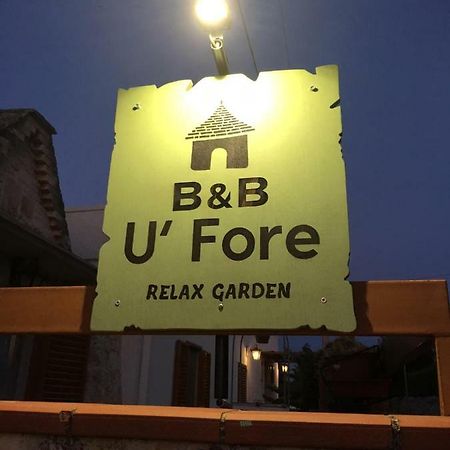 B&B
U' Fore
RELAX GARDEN